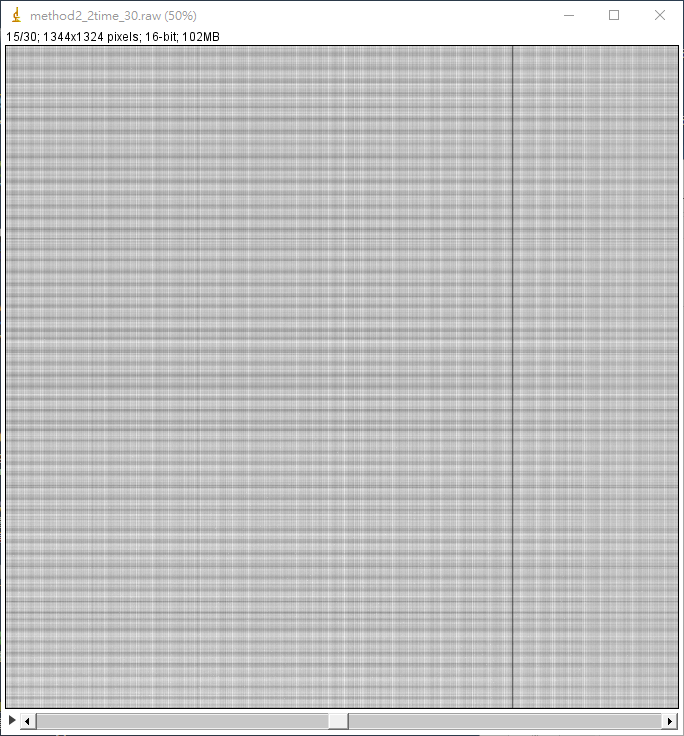 method2_2time_30.raw (50%)
15/30; 1344x1324 pixels; 16-bit; 102MB